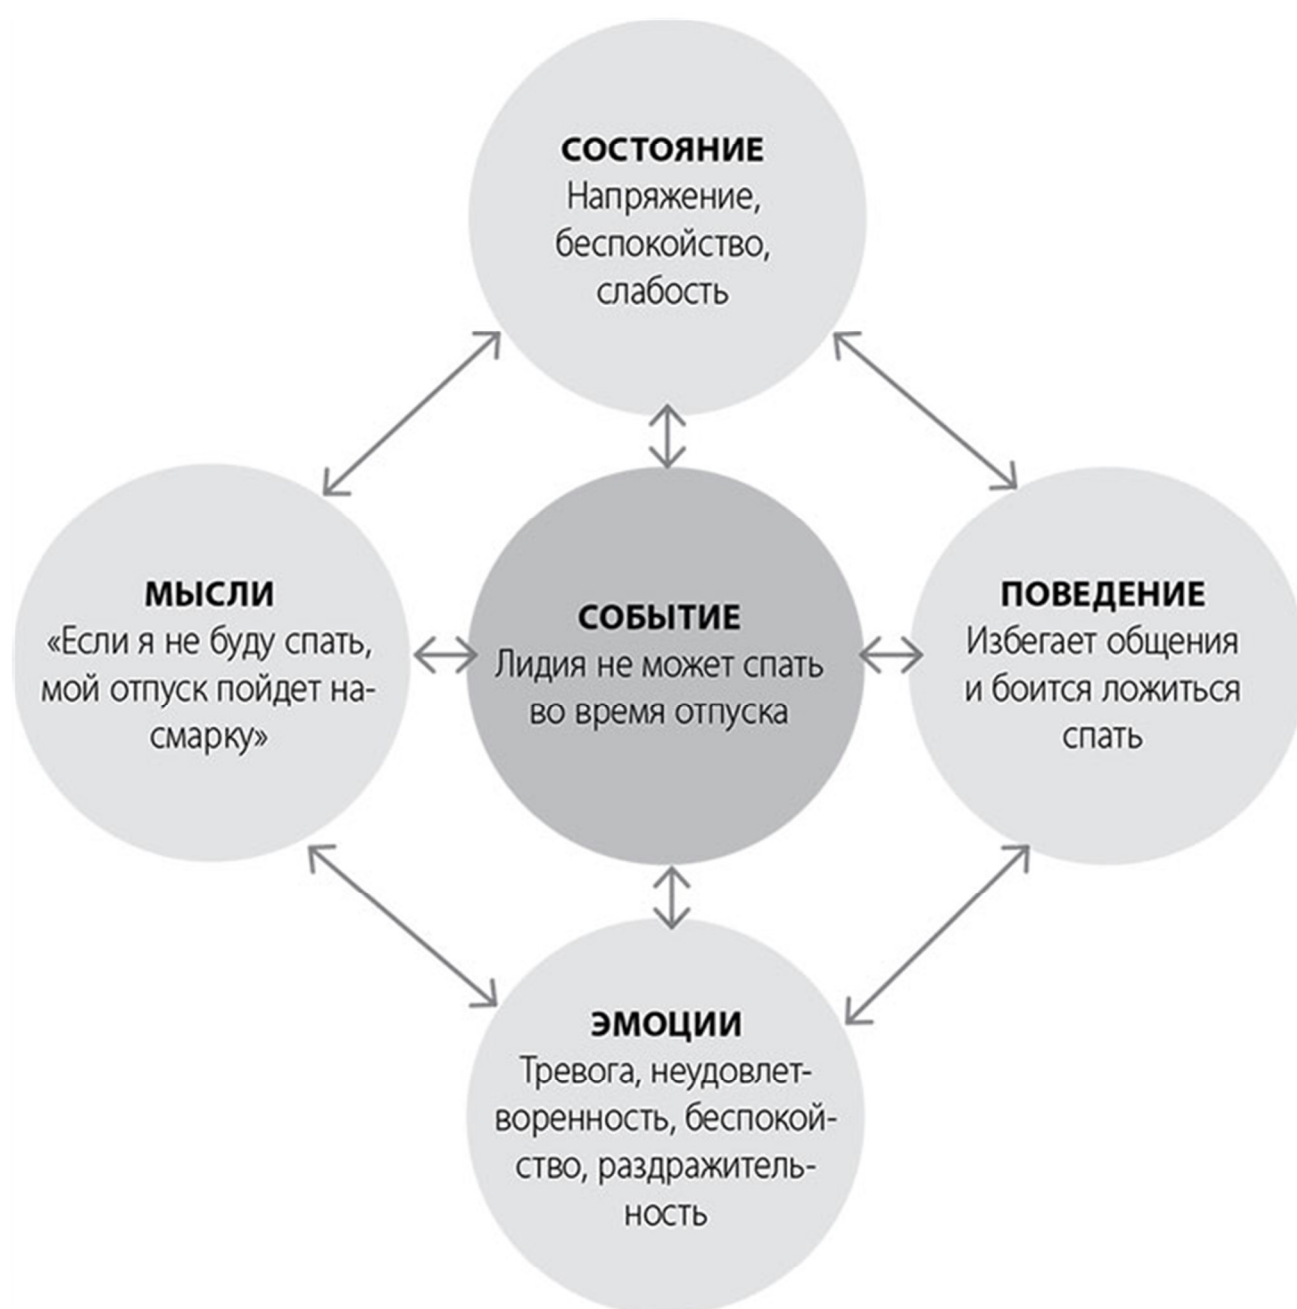 СОСТОЯНИЕ
Напряжение,
беспокойство,
слабость
МЫСЛИ
«Если я не буду спать,
мой отпуск пойдет на-
смарку»
СОБЫТИЕ
Лидия не может спать
во время отпуска
ПОВЕДЕНИЕ
Избегает общения
и боится ложиться
спать
ЭМОЦИИ
Тревога, неудовлет-
воренность, беспокой-
ство, раздражитель-
ность